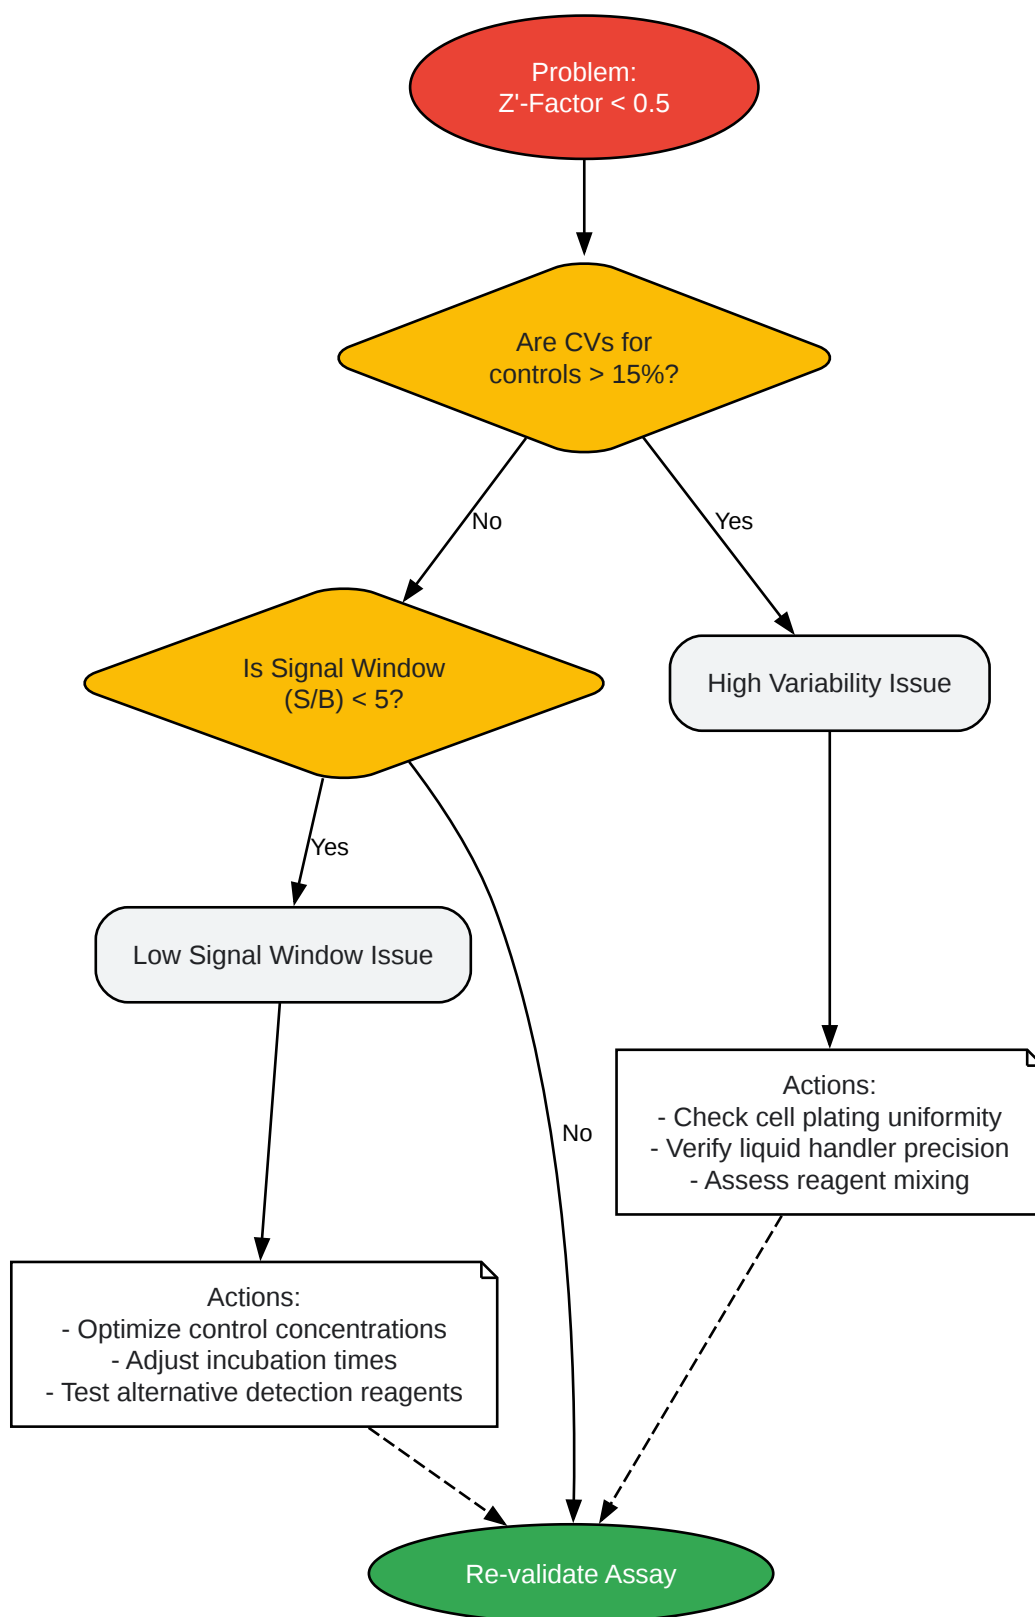 Problem:
Z'-Factor < 0.5
Are CVs for
controls > 15%?
No
Yes
Is Signal Window
(S/B) < 5?
High Variability Issue
Yes
Low Signal Window Issue
No
Actions:
- Check cell plating uniformity
- Verify liquid handler precision
- Assess reagent mixing
Actions:
- Optimize control concentrations
- Adjust incubation times
- Test alternative detection reagents
Re-validate Assay